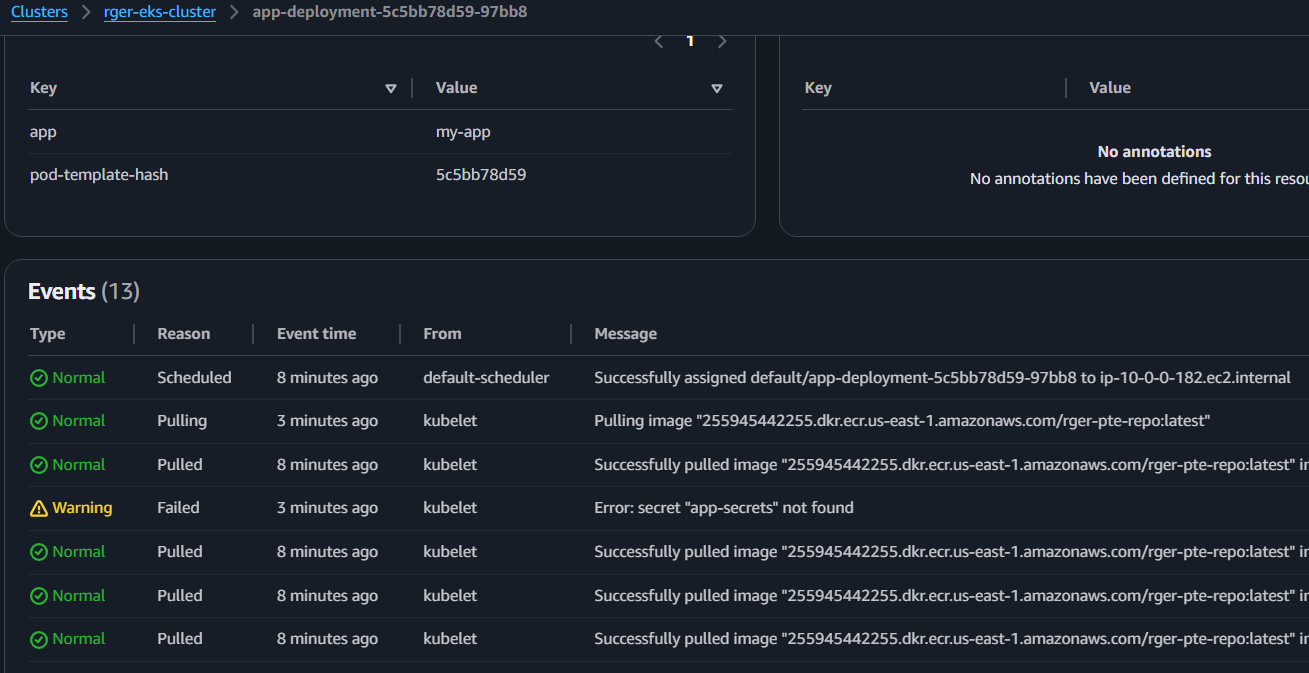 Clusters > rger-eks-cluster > app-deployment-5c5bb78d59-97bb8
< 1 >
Key Value
app my-app
pod-template-hash 5c5bb78d59
Key Value
No annotations
No annotations have been defined for this resou
Events (13)
Type Reason Event time From Message
Normal Scheduled 8 minutes ago default-scheduler Successfully assigned default/app-deployment-5c5bb78d59-97bb8 to ip-10-0-0-182.ec2.internal
Normal Pulling 3 minutes ago kubelet Pulling image "255945442255.dkr.ecr.us-east-1.amazonaws.com/rger-pte-repo:latest"
Normal Pulled 8 minutes ago kubelet Successfully pulled image "255945442255.dkr.ecr.us-east-1.amazonaws.com/rger-pte-repo:latest" in
Warning Failed 3 minutes ago kubelet Error: secret "app-secrets" not found
Normal Pulled 8 minutes ago kubelet Successfully pulled image "255945442255.dkr.ecr.us-east-1.amazonaws.com/rger-pte-repo:latest" in
Normal Pulled 8 minutes ago kubelet Successfully pulled image "255945442255.dkr.ecr.us-east-1.amazonaws.com/rger-pte-repo:latest" in
Normal Pulled 8 minutes ago kubelet Successfully pulled image "255945442255.dkr.ecr.us-east-1.amazonaws.com/rger-pte-repo:latest" in